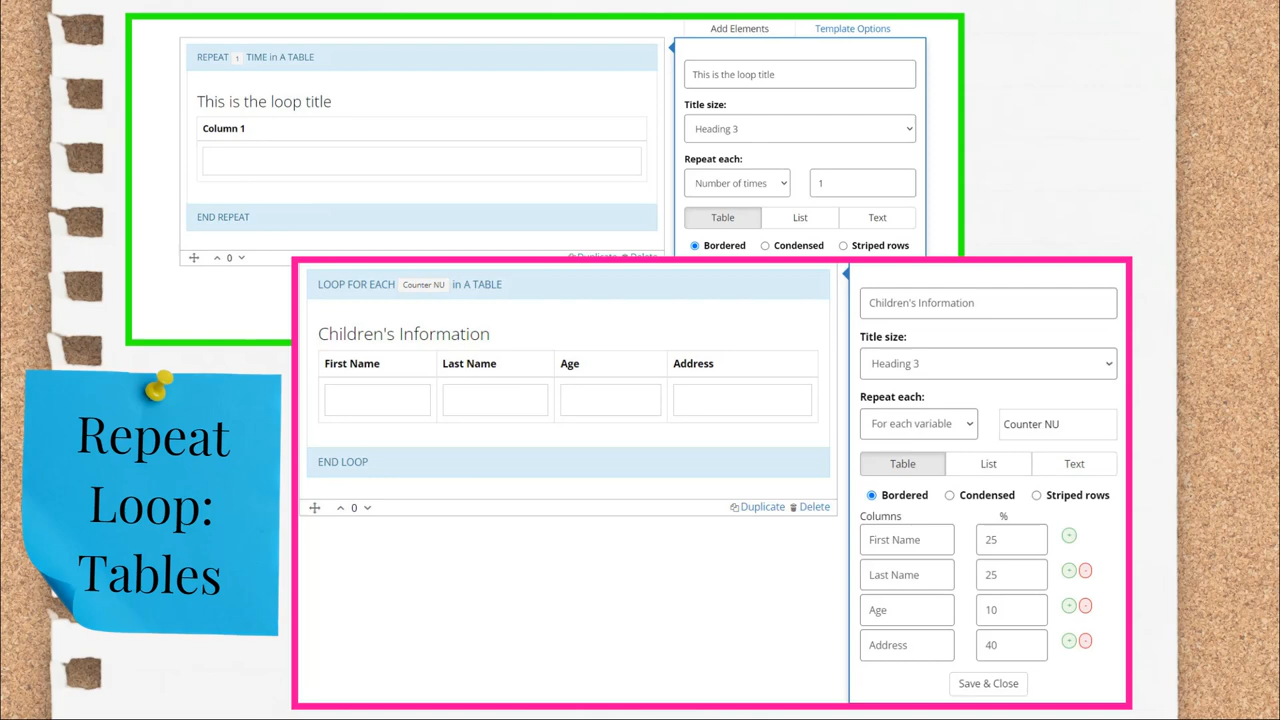 Add Elements
Template Options
REPEAT 1 TIME in A TABLE
This is the loop title
Column 1
END REPEAT
0
Duplicate Delete
This is the loop title
Title size:
Heading 3
Repeat each:
Number of times
1
Table List Text
Bordered Condensed Striped rows
LOOP FOR EACH Counter NU in A TABLE
Children's Information
First Name Last Name Age Address
END LOOP
0
Duplicate Delete
Children's Information
Title size:
Heading 3
Repeat each:
For each variable
Counter NU
Table List Text
Bordered Condensed Striped rows
Columns %
First Name 25 +
Last Name 25 + -
Age 10 + -
Address 40 + -
Save & Close
Repeat
Loop:
Tables